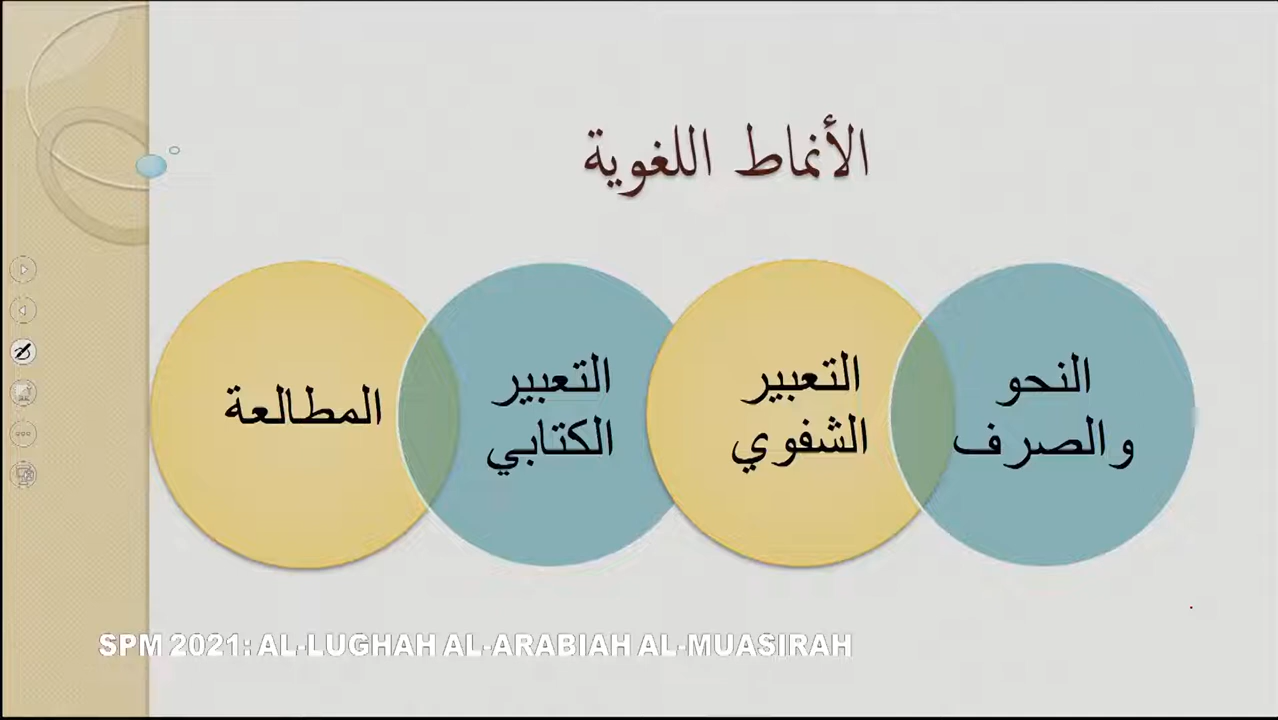 الأنماط اللغوية
النحو
والصرف
التعبير
الشفوي
التعبير
الكتابي
المطالعة
SPM 2021: AL-LUGHAH AL-ARABIAH AL-MUASIRAH